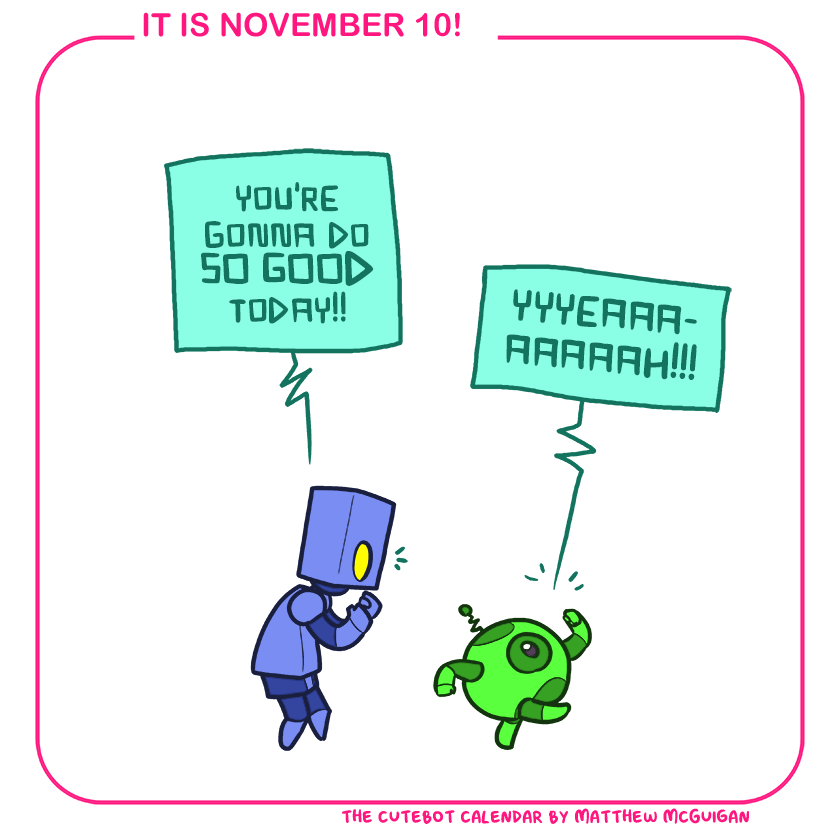 IT IS NOVEMBER 10!
YOU'RE
GONNA DO
SO GOOD
TODAY!!
YYYEAAA-
AAAAAH!!!
THE CUTEBOT CALENDAR BY MATTHEW MCGUIGAN